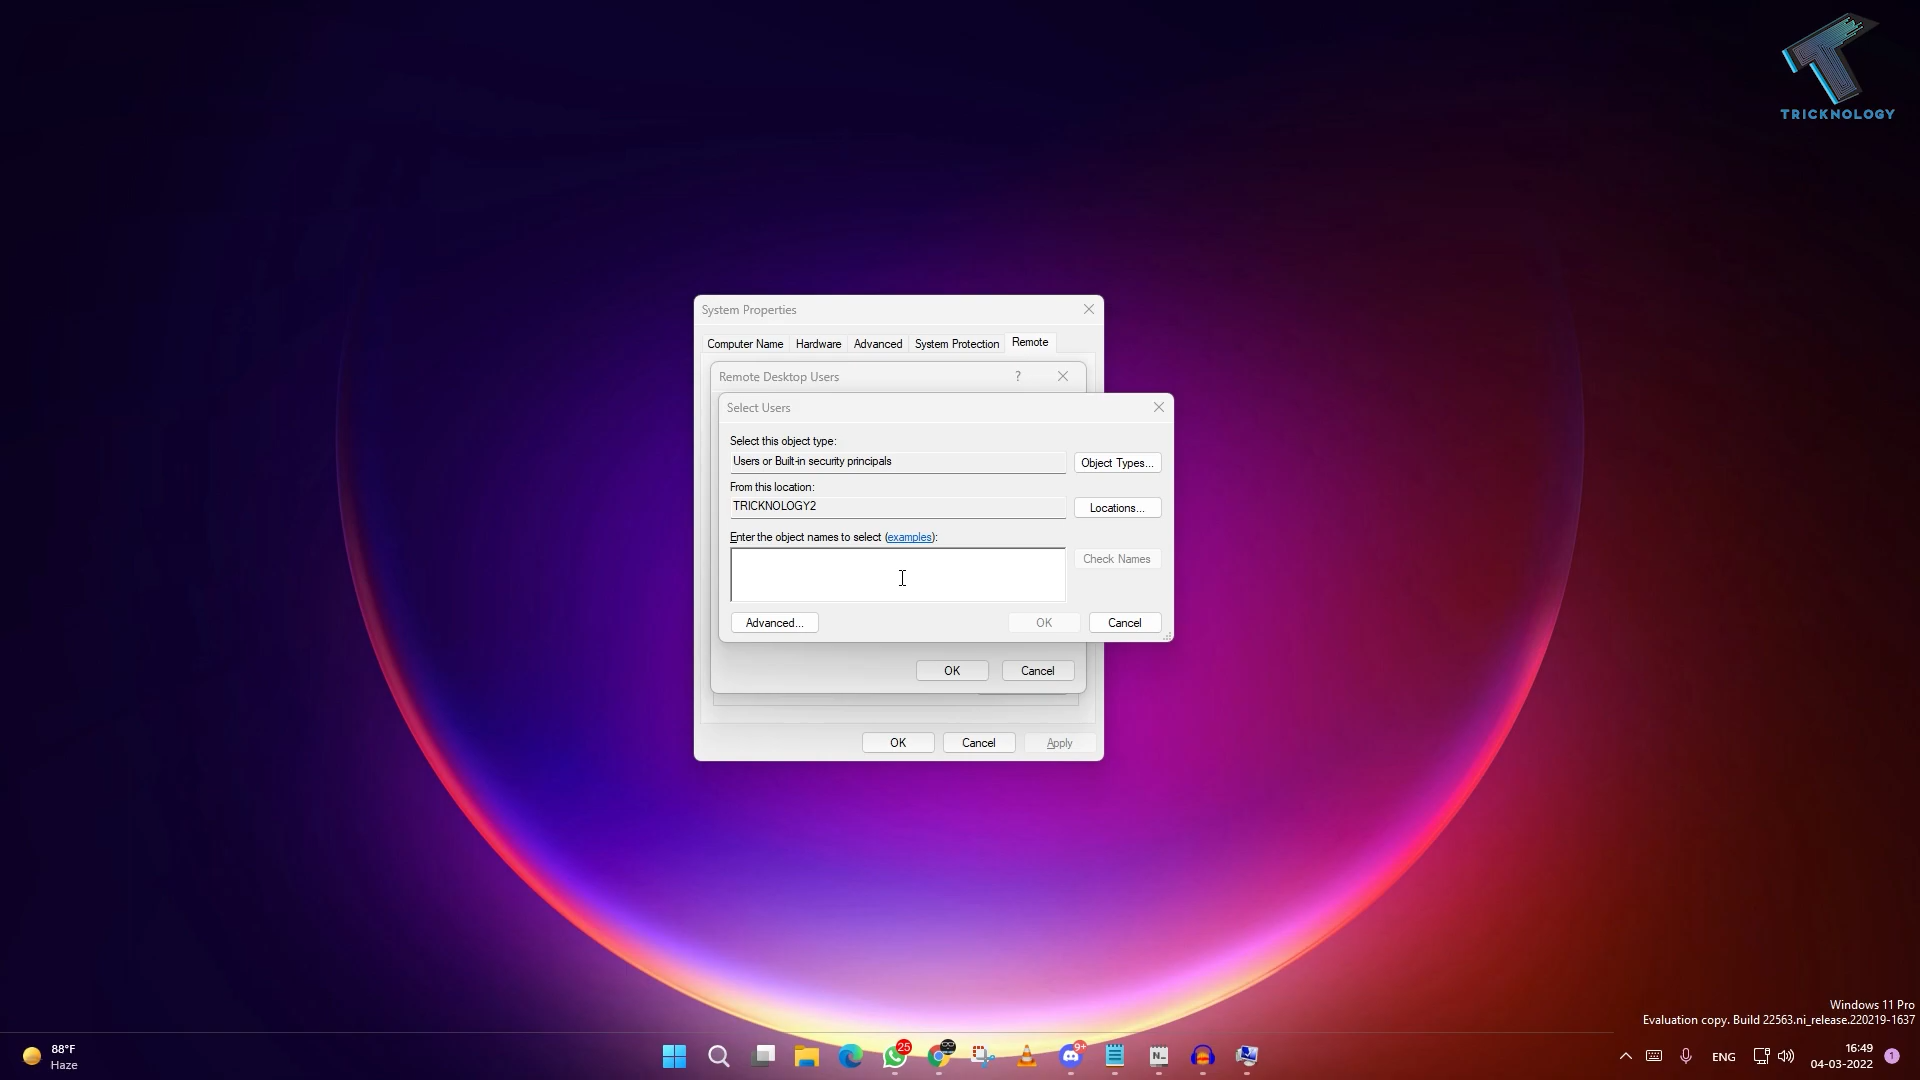 TRICKNOLOGY
System Properties
Computer Name Hardware Advanced System Protection Remote
Remote Desktop Users ?
Select Users
Select this object type:
Users or Built-in security principals
Object Types...
From this location:
TRICKNOLOGY2
Locations...
Enter the object names to select (examples):
Check Names
Advanced... OK Cancel
OK Cancel
OK Cancel Apply
Windows 11 Pro
Evaluation copy. Build 22563.ni_release.220219-1637
88°F
Haze
25
9+
N..
ENG
16:49
04-03-2022
1